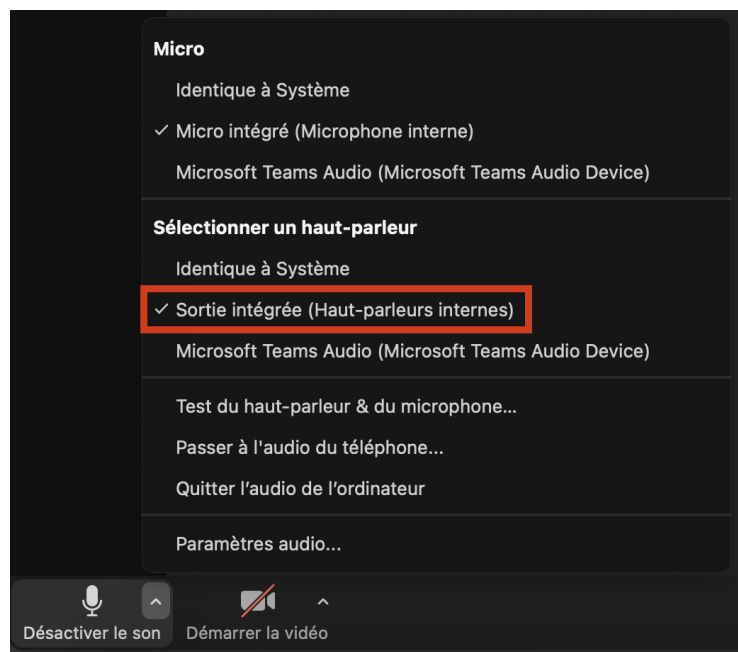 Micro
Identique à Système
Micro intégré (Microphone interne)
Microsoft Teams Audio (Microsoft Teams Audio Device)
Sélectionner un haut-parleur
Identique à Système
Sortie intégrée (Haut-parleurs internes)
Microsoft Teams Audio (Microsoft Teams Audio Device)
Test du haut-parleur & du microphone...
Passer à l'audio du téléphone...
Quitter l’audio de l’ordinateur
Paramètres audio...
Désactiver le son Démarrer la vidéo